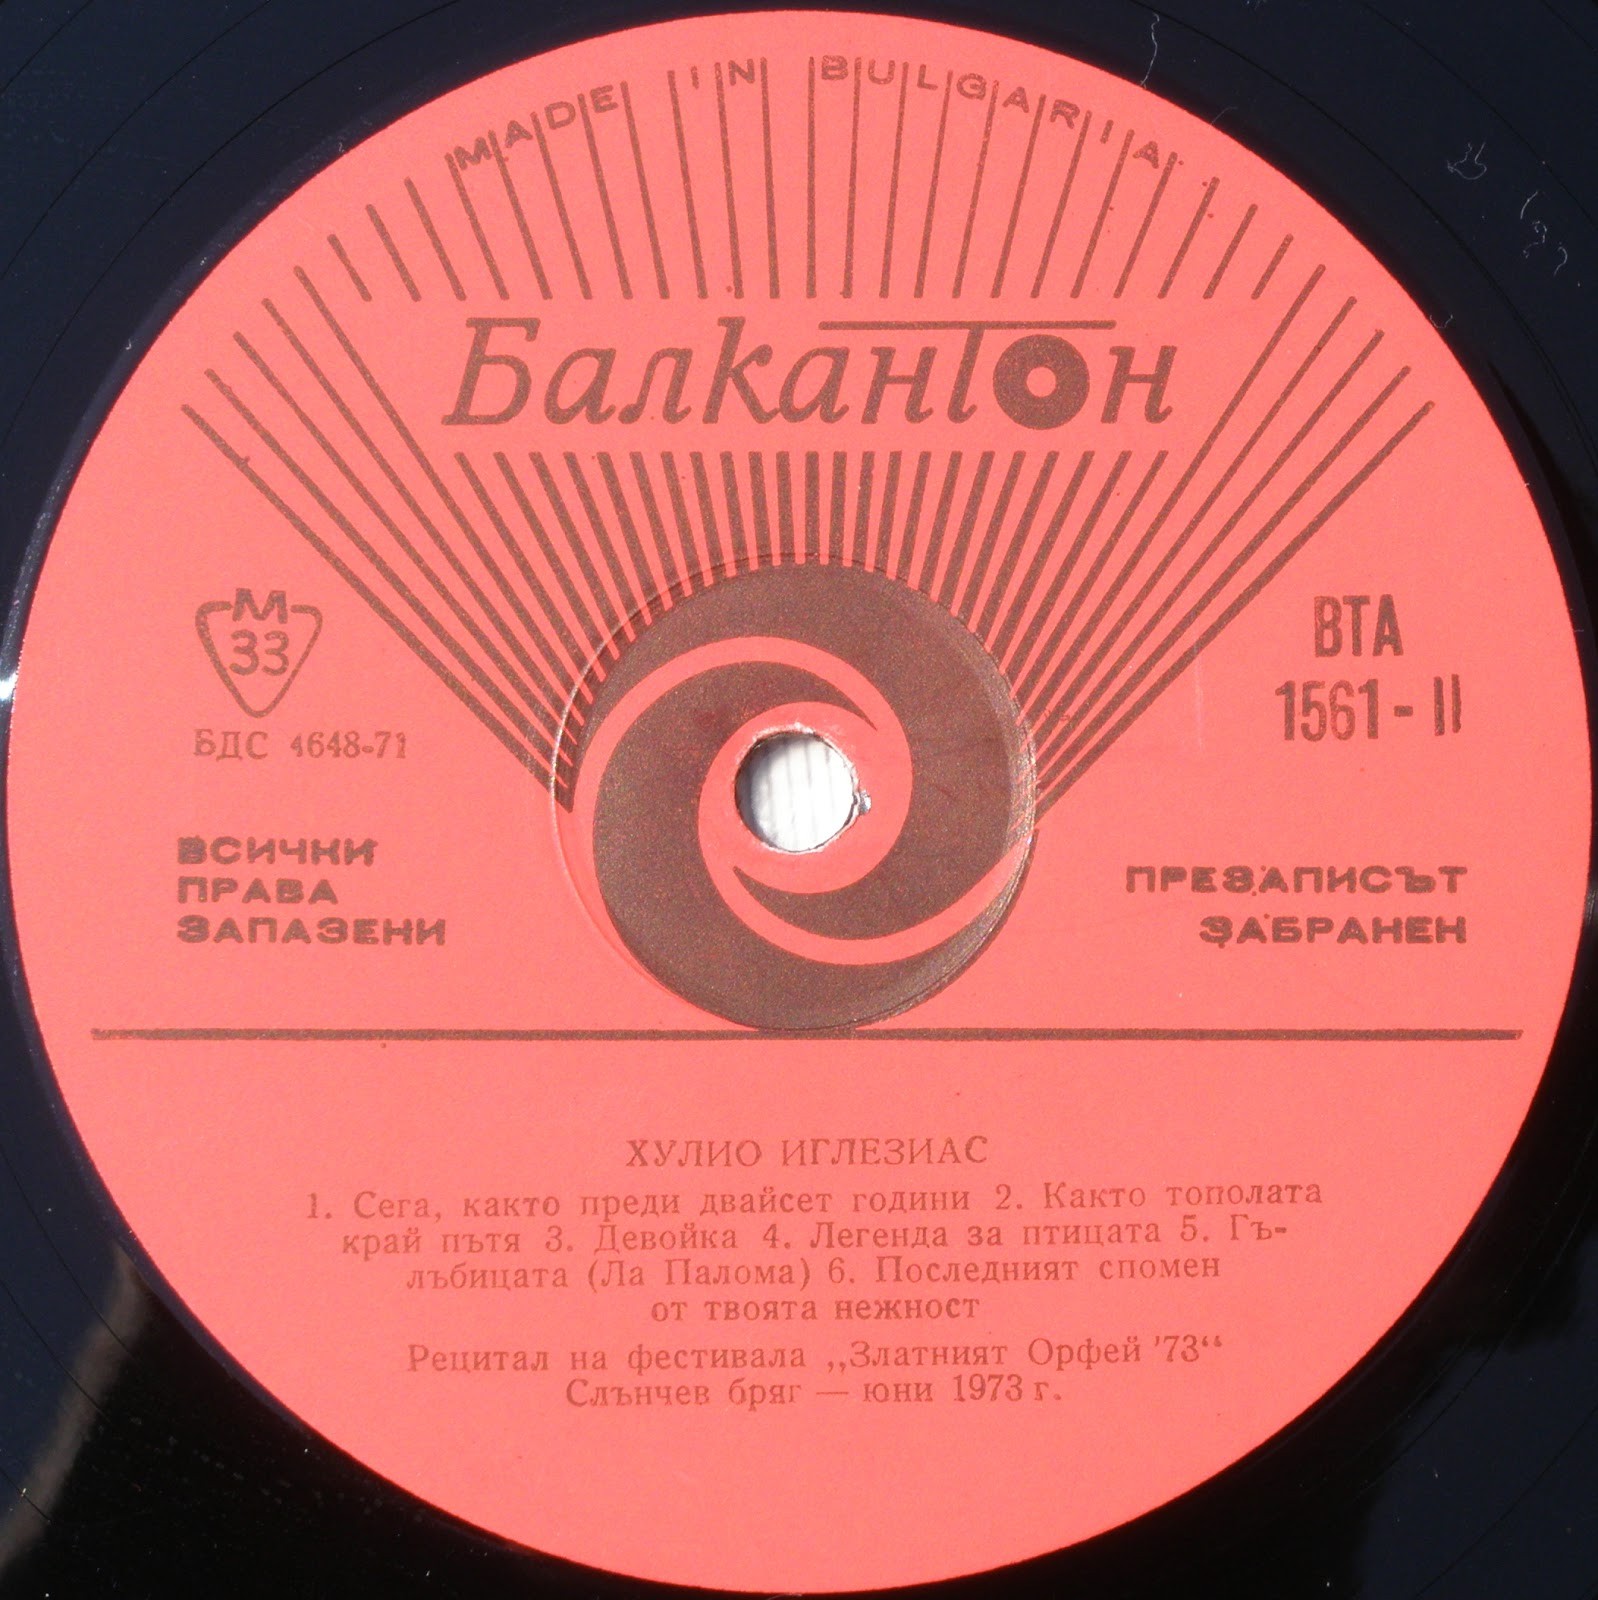 MADE IN BULGARIA
Балкантон
М
33
БДС 4648-71
ВТА
1561-II
ВСИЧКИ
ПРАВА
ЗАПАЗЕНИ
ПРЕЗАПИСЪТ
ЗАБРАНЕН
ХУЛИО ИГЛЕЗИАС
1. Сега, както преди двайсет години 2. Както тополата
край пътя 3. Девойка 4. Легенда за птицата 5. Гъ-
лъбицата (Ла Палома) 6. Последният спомен
от твоята нежност
Рецитал на фестивала „Златният Орфей '73“
Слънчев бряг — юни 1973 г.